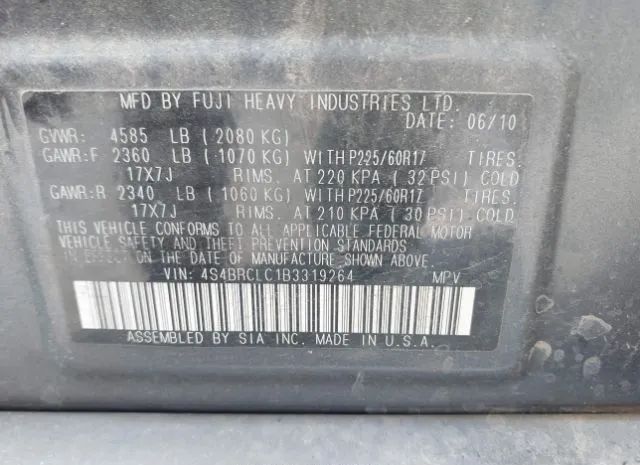 MFD BY FUJI HEAVY INDUSTRIES LTD.
DATE: 06/10
GVWR: 4585 LB (2080 KG)
GAWR:F 2360 LB (1070 KG) WITH P225/60R17 TIRES.
17X7J RIMS. AT 220 KPA (32 PSI) COLD
GAWR:R 2340 LB (1060 KG) WITH P225/60R17 TIRES.
17X7J RIMS. AT 210 KPA (30 PSI) COLD.
THIS VEHICLE CONFORMS TO ALL APPLICABLE FEDERAL MOTOR
VEHICLE SAFETY AND THEFT PREVENTION STANDARDS
IN EFFECT ON THE DATE OF MANUFACTURE SHOWN ABOVE.
VIN: 4S4BRCLC1B3319264 MPV
ASSEMBLED BY SIA INC. MADE IN U.S.A.